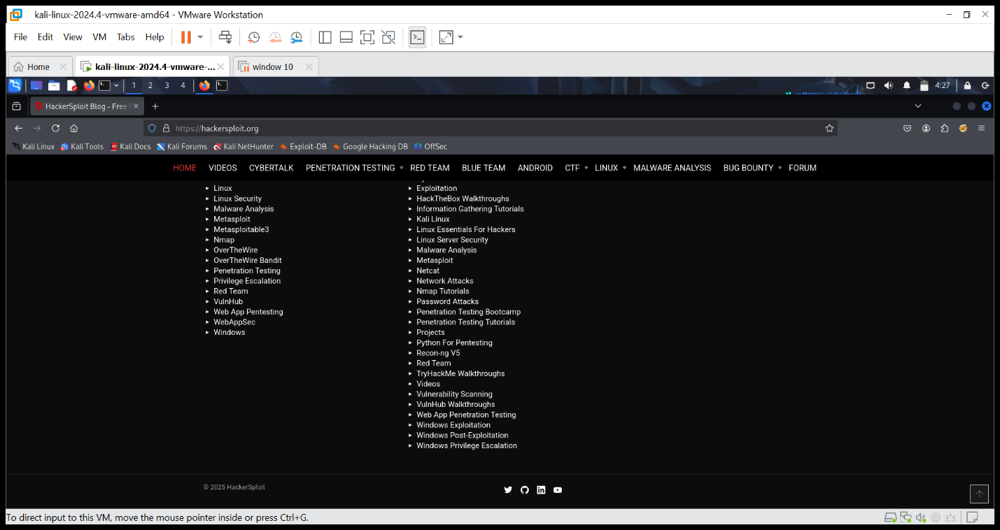 kali-linux-2024.4-vmware-amd64 - VMware Workstation
File Edit View VM Tabs Help
Home kali-linux-2024.4-vmware-... window 10
1 2 3 4 4:27
HackerSploit Blog - Free
https://hackersploit.org
Kali Linux Kali Tools Kali Docs Kali Forums Kali NetHunter Exploit-DB Google Hacking DB OffSec
HOME VIDEOS CYBERTALK PENETRATION TESTING RED TEAM BLUE TEAM ANDROID CTF LINUX MALWARE ANALYSIS BUG BOUNTY FORUM
Linux
Linux Security
Malware Analysis
Metasploit
Metasploitable3
Nmap
OverTheWire
OverTheWire Bandit
Penetration Testing
Privilege Escalation
Red Team
VulnHub
Web App Pentesting
WebAppSec
Windows
Exploitation
HackTheBox Walkthroughs
Information Gathering Tutorials
Kali Linux
Linux Essentials For Hackers
Linux Server Security
Malware Analysis
Metasploit
Netcat
Network Attacks
Nmap Tutorials
Password Attacks
Penetration Testing Bootcamp
Penetration Testing Tutorials
Projects
Python For Pentesting
Recon-ng V5
Red Team
TryHackMe Walkthroughs
Videos
Vulnerability Scanning
VulnHub Walkthroughs
Web App Penetration Testing
Windows Exploitation
Windows Post-Exploitation
Windows Privilege Escalation
© 2025 HackerSploit
To direct input to this VM, move the mouse pointer inside or press Ctrl+G.